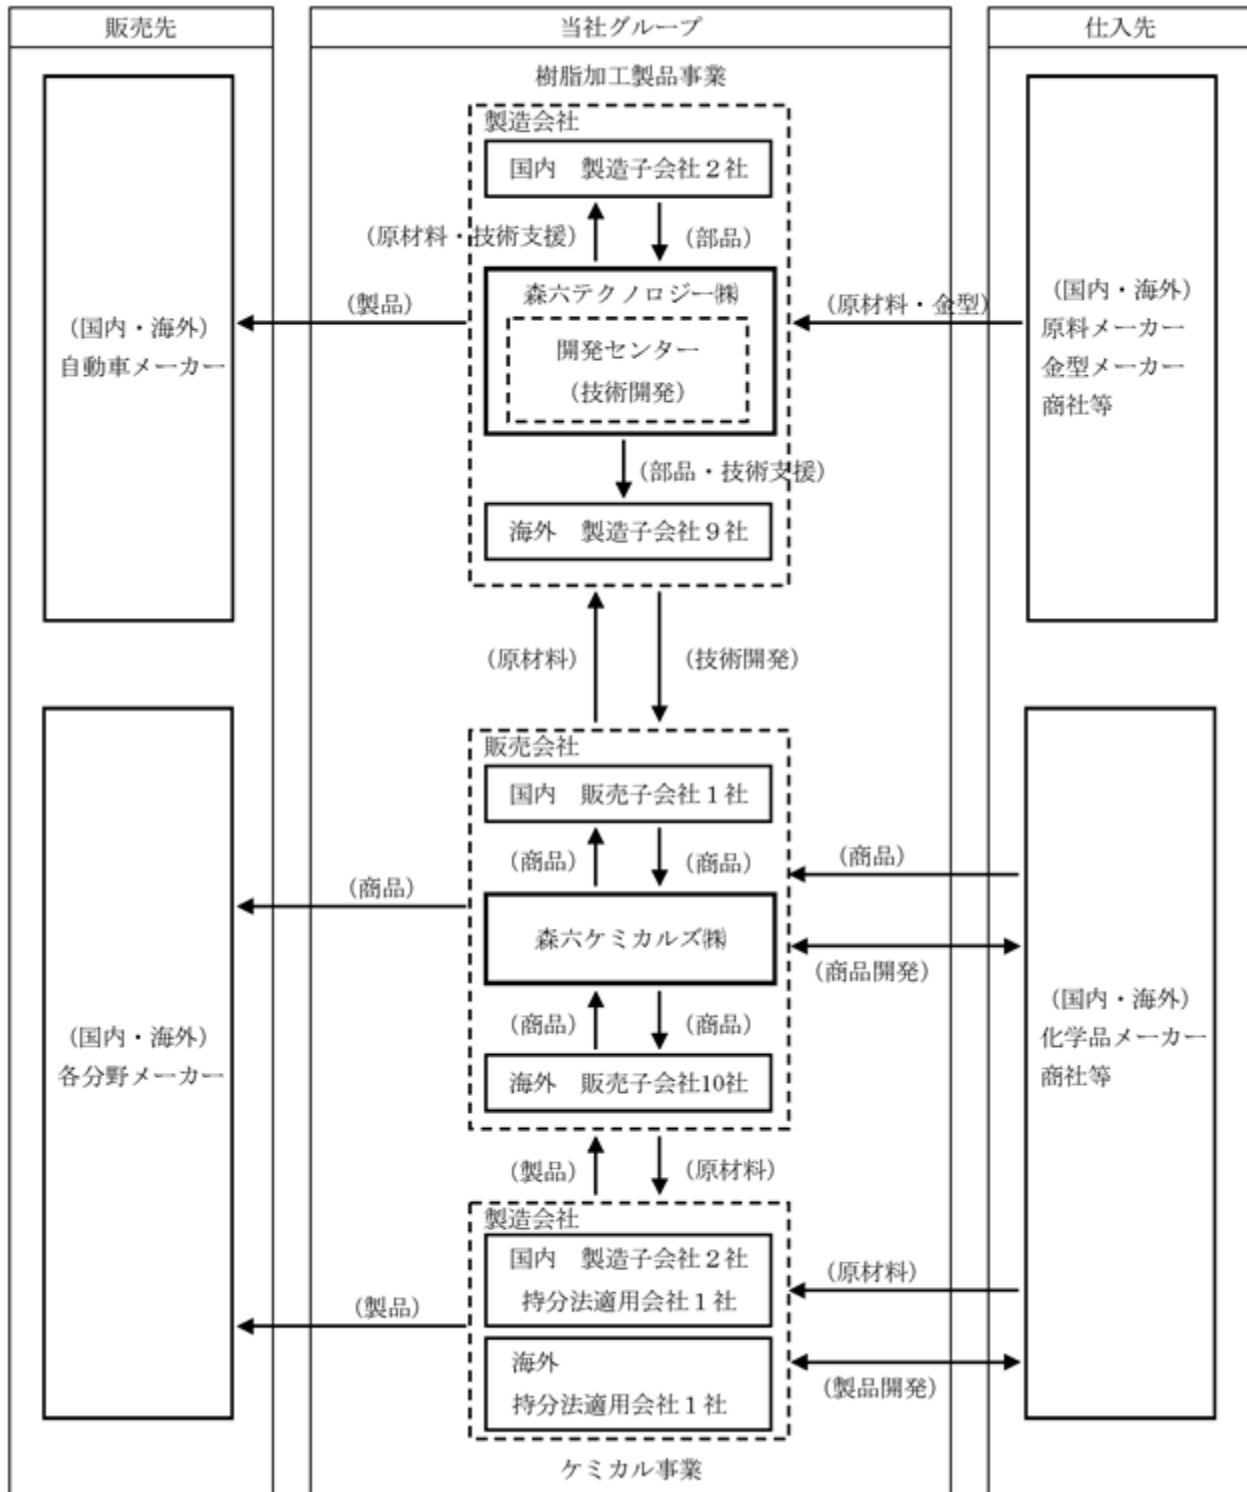 販売先
当社グループ
仕入先
樹脂加工製品事業
製造会社
国内　製造子会社２社
(原材料・技術支援)
(部品)
森六テクノロジー㈱
開発センター
(技術開発)
(製品)
(原材料・金型)
(国内・海外)
自動車メーカー
(国内・海外)
原料メーカー
金型メーカー
商社等
(部品・技術支援)
海外　製造子会社９社
(原材料)
(技術開発)
販売会社
国内　販売子会社１社
(商品)
(商品)
(商品)
(商品)
森六ケミカルズ㈱
(商品開発)
(商品)
(商品)
海外　販売子会社10社
(国内・海外)
各分野メーカー
(国内・海外)
化学品メーカー
商社等
(製品)
(原材料)
製造会社
国内　製造子会社２社
持分法適用会社１社
(原材料)
(製品)
海外
持分法適用会社１社
(製品開発)
ケミカル事業